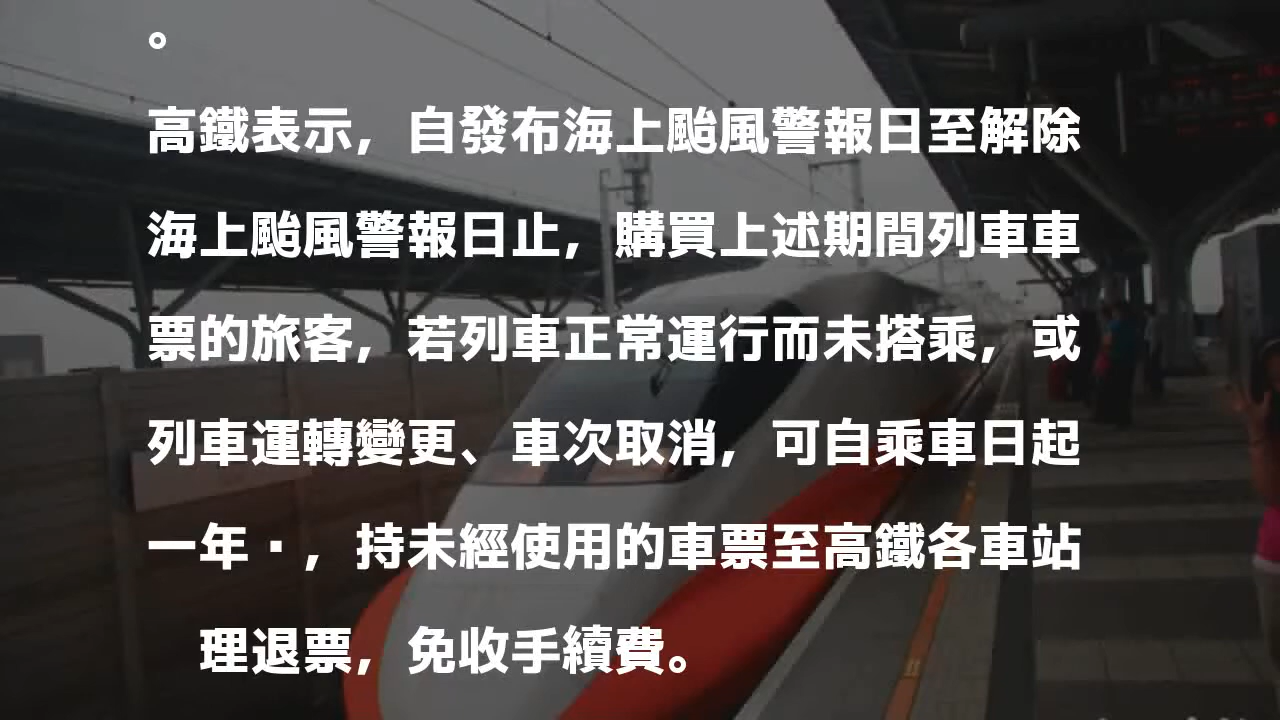 。
高鐵表示，自發布海上颱風警報日至解除
海上颱風警報日止，購買上述期間列車車
票的旅客，若列車正常運行而未搭乘，或
列車運轉變更、車次取消，可自乘車日起
一年▪，持未經使用的車票至高鐵各車站
理退票，免收手續費。